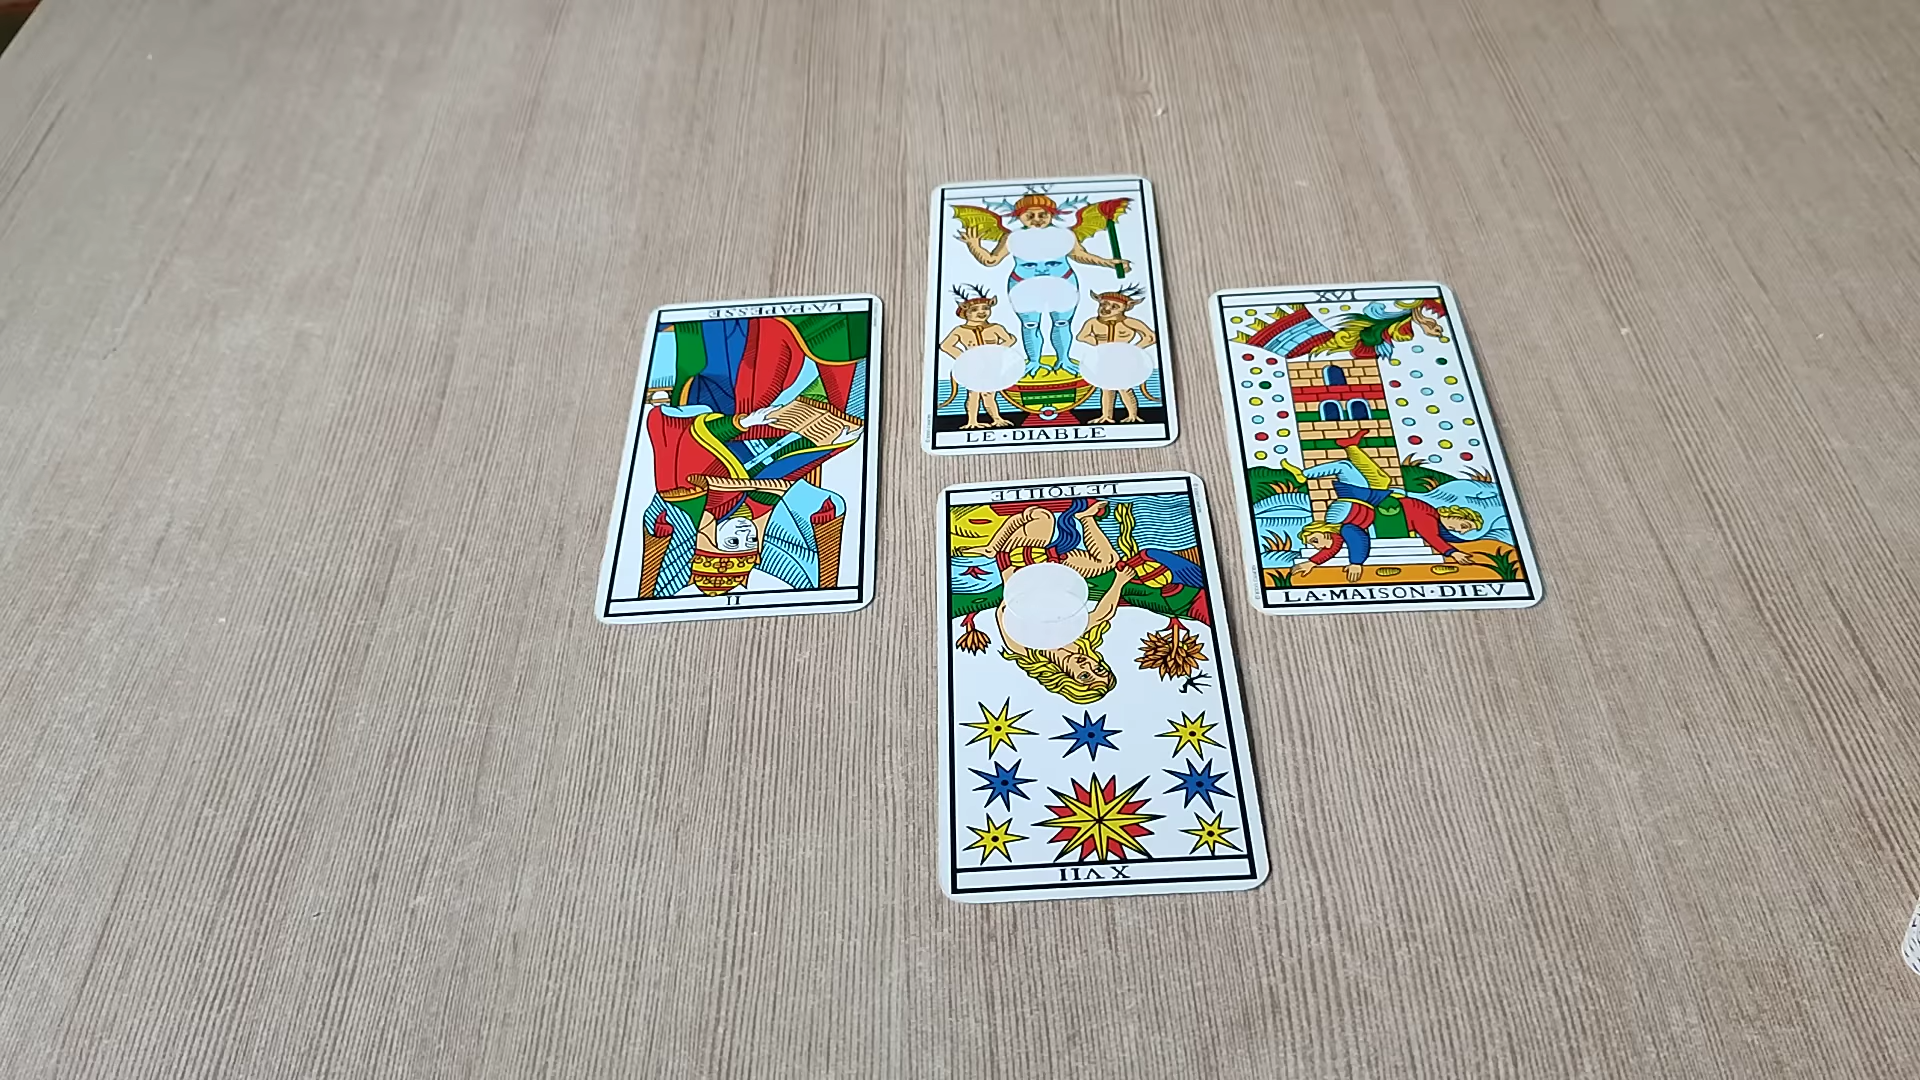 XV
LE·DIABLE
LA·PAPESSE
II
XVI
LA·MAISON·DIEV
LE TOILLE
XVII